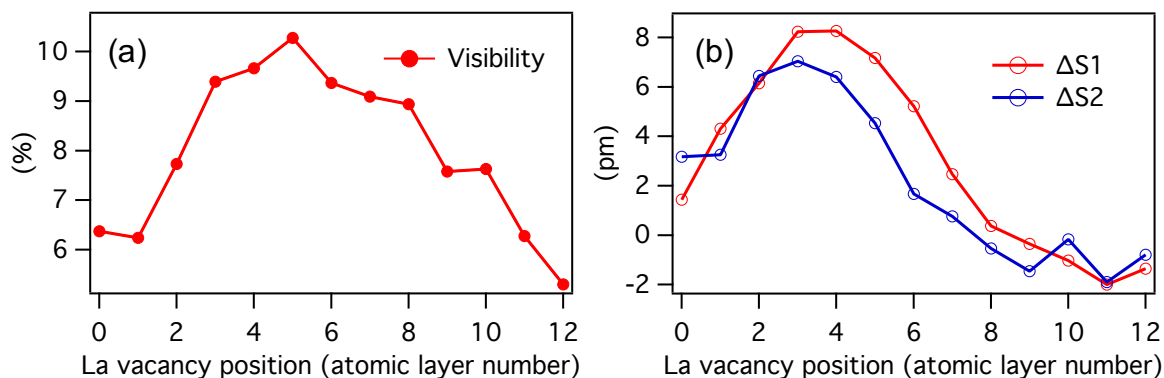 (a)
Visibility
(%)
10
9
8
7
6
0 2 4 6 8 10 12
La vacancy position (atomic layer number)
(b)
ΔS1
ΔS2
(pm)
8
6
4
2
0
-2
0 2 4 6 8 10 12
La vacancy position (atomic layer number)